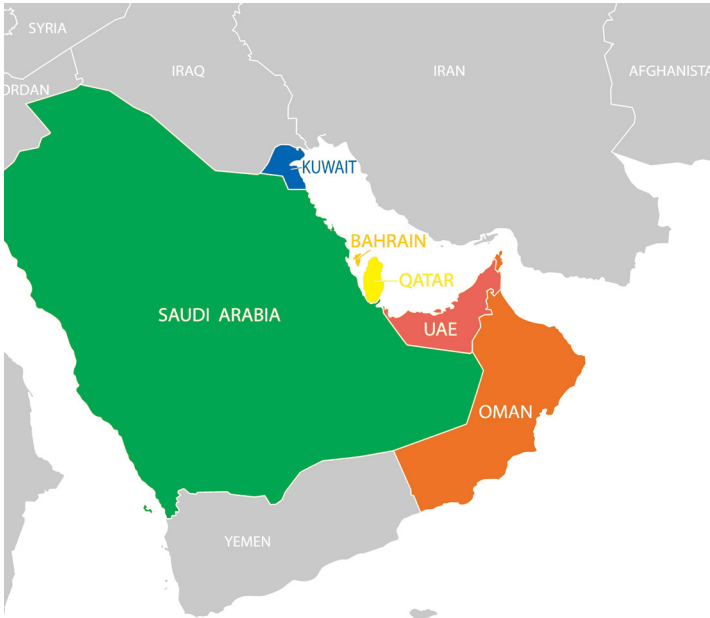 SYRIA
IRAQ
IRAN
AFGHANISTA
ORDAN
KUWAIT
BAHRAIN
QATAR
SAUDI ARABIA
UAE
OMAN
YEMEN